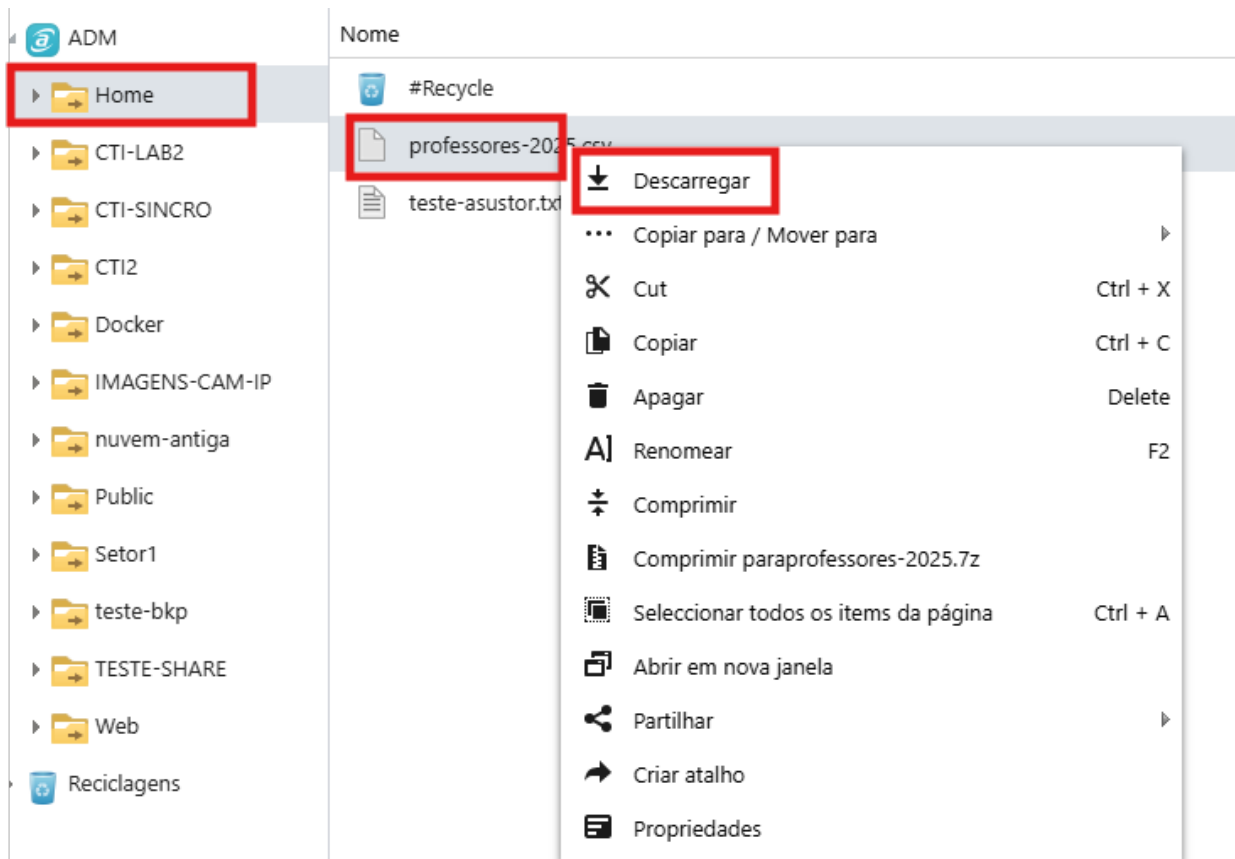 ADM
Home
CTI-LAB2
CTI-SINCRO
CTI2
Docker
IMAGENS-CAM-IP
nuvem-antiga
Public
Setor1
teste-bkp
TESTE-SHARE
Web
Reciclagens
Nome
#Recycle
professores-2025.csv
teste-asustor.txt
Descarregar
Copiar para / Mover para
Cut Ctrl + X
Copiar Ctrl + C
Apagar Delete
Renomear F2
Comprimir
Comprimir paraprofessores-2025.7z
Seleccionar todos os items da página Ctrl + A
Abrir em nova janela
Partilhar
Criar atalho
Propriedades